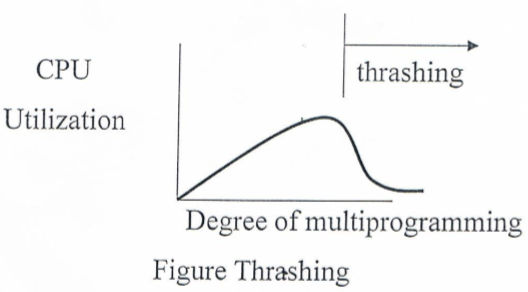 CPU
Utilization
thrashing
Degree of multiprogramming
Figure Thrashing